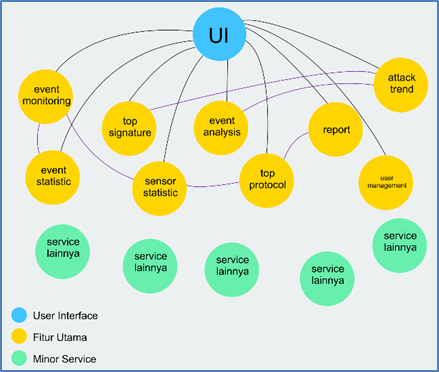 UI
event
monitoring
attack
trend
top
signature
event
analysis
report
event
statistic
sensor
statistic
top
protocol
user
management
service
lainnya
service
lainnya
service
lainnya
service
lainnya
service
lainnya
User Interface
Fitur Utama
Minor Service